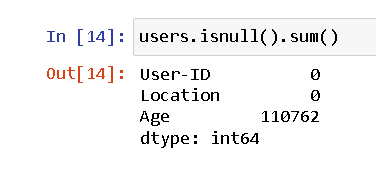 In [14]: users.isnull().sum()
Out[14]: User-ID 0
Location 0
Age 110762
dtype: int64